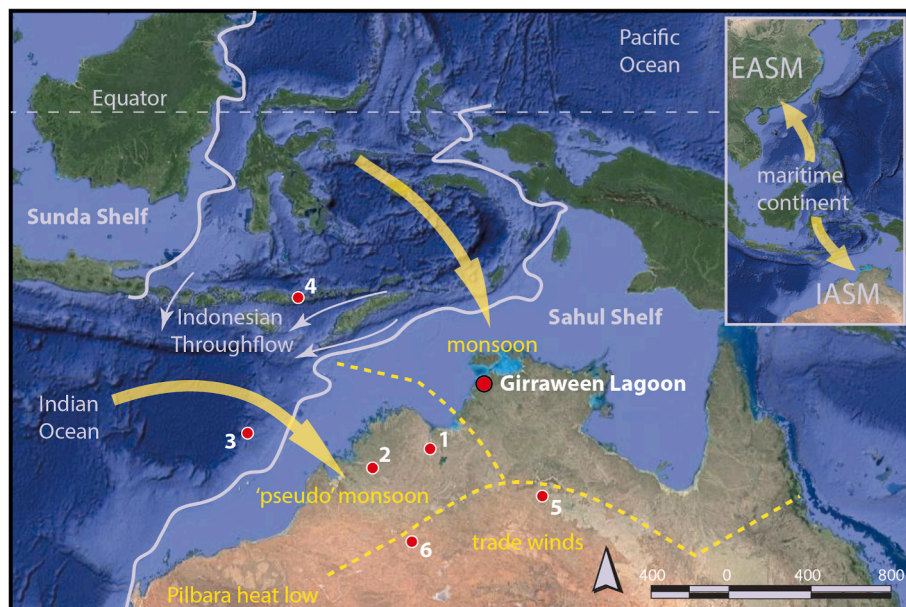 Pacific
Ocean
EASM
maritime
continent
IASM
Equator
Sunda Shelf
4
Indonesian
Throughflow
Sahul Shelf
monsoon
Girraween Lagoon
Indian
Ocean
3
1
2
'pseudo' monsoon
5
6
trade winds
Pilbara heat low
400 0 400 800